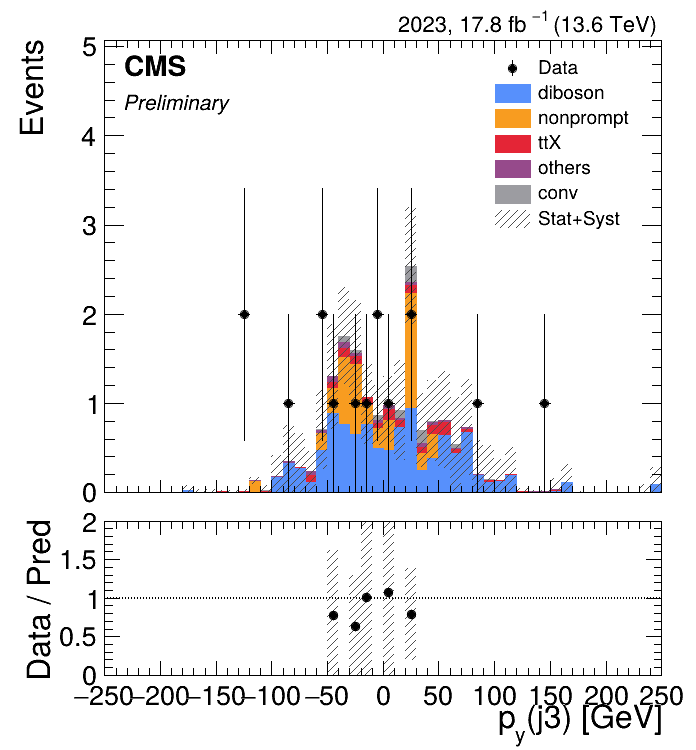 2023, 17.8 fb⁻¹ (13.6 TeV)
Events
5
4
3
2
1
0
CMS
Preliminary
Data
diboson
nonprompt
ttX
others
conv
Stat+Syst
Data / Pred
2
1.5
1
0.5
0
−250 −200 −150 −100 −50 0 50 100 150 200 250
p_y(j3) [GeV]